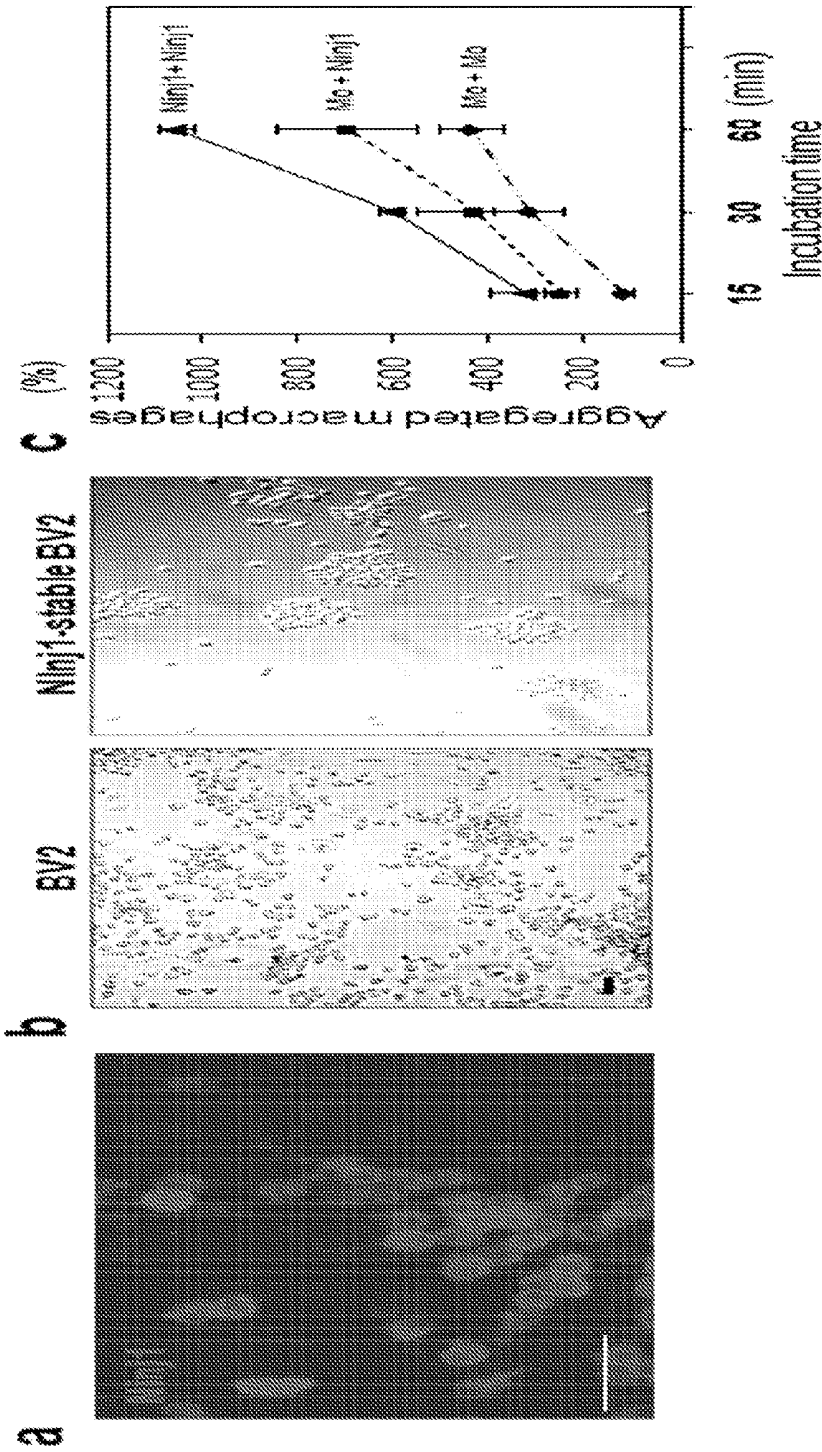 a
Ninj1
b
BV2
NInj1-stable BV2
c
(%)
Aggregated macrophages
1200
1000
800
600
400
200
0
Ninj1+ Ninj1
Mo + Ninj1
Mo + Mo
15 30 60 (min)
Incubation time